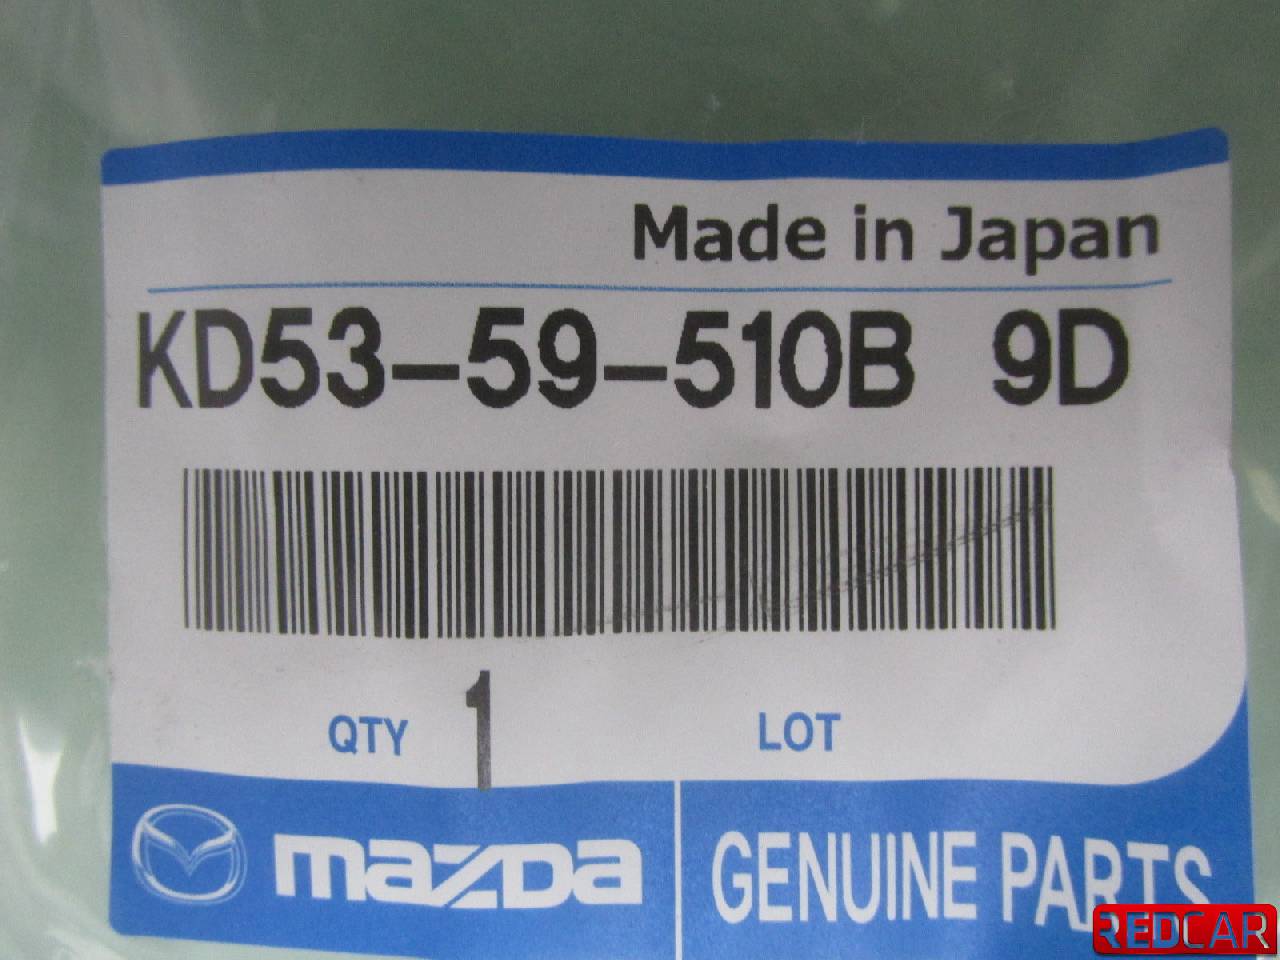 Made in Japan
KD53-59-510B 9D
QTY 1 LOT
mazda GENUINE PARTS
REDCAR